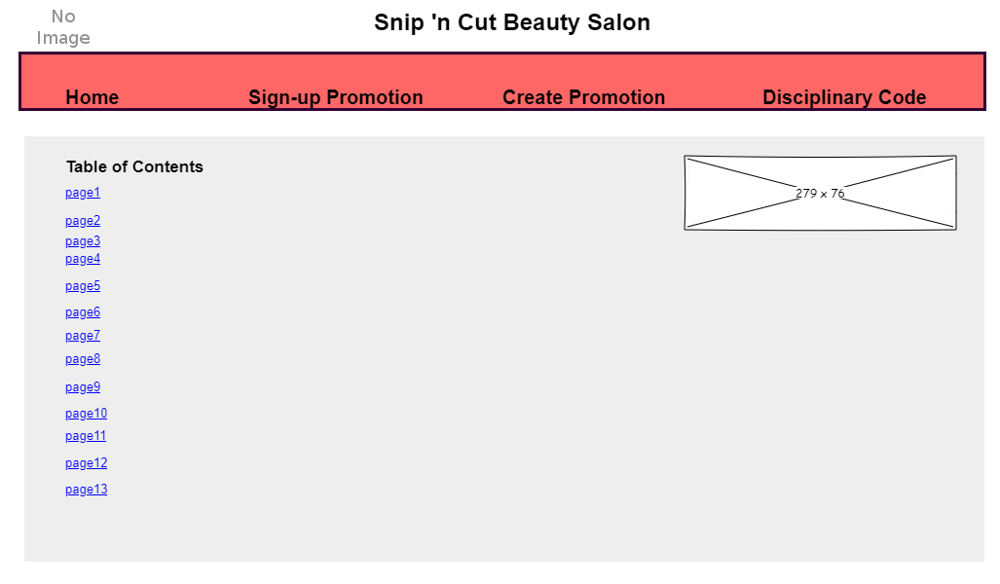 No
Image
Snip 'n Cut Beauty Salon
Home Sign-up Promotion Create Promotion Disciplinary Code
Table of Contents
279 x 76
page1
page2
page3
page4
page5
page6
page7
page8
page9
page10
page11
page12
page13